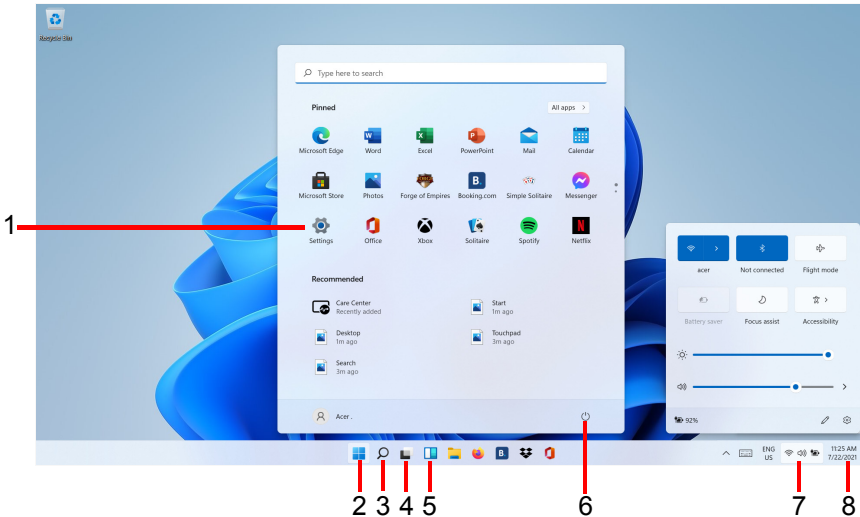 Recycle Bin
Type here to search
Pinned
All apps >
Microsoft Edge
Word
Excel
PowerPoint
Mail
Calendar
Microsoft Store
Photos
Forge of Empires
Booking.com
Simple Solitaire
Messenger
1
Settings
Office
Xbox
Solitaire
Spotify
Netflix
Recommended
Care Center
Recently added
Start
1m ago
Desktop
1m ago
Touchpad
3m ago
Search
3m ago
Acer .
acer
Not connected
Flight mode
Battery saver
Focus assist
Accessibility
92%
B.
ENG
US
11:25 AM
7/22/2021
2
3
4
5
6
7
8